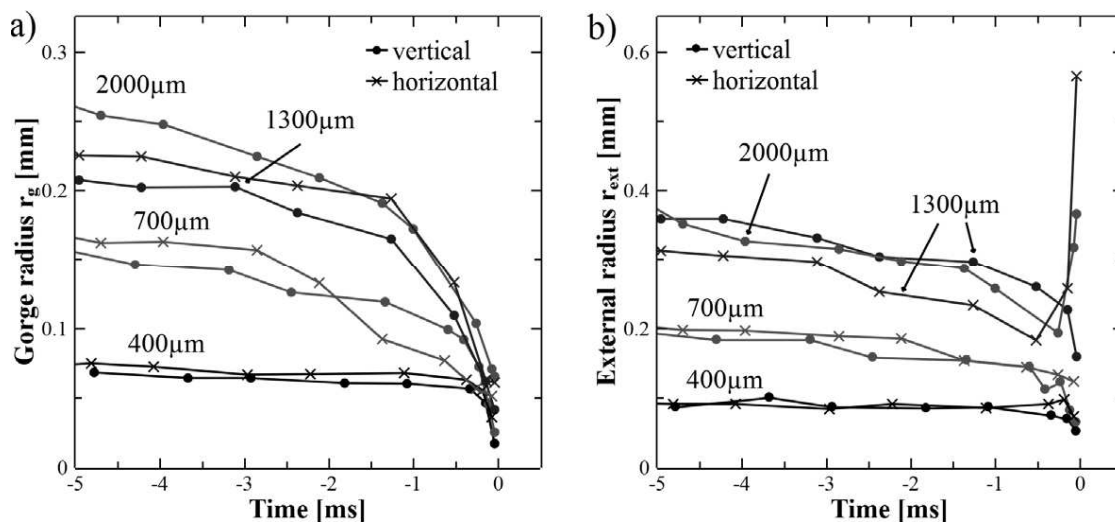 a)
0.3
0.2
0.1
0
Gorge radius r_g [mm]
vertical
horizontal
2000µm
1300µm
700µm
400µm
-5 -4 -3 -2 -1 0
Time [ms]
b)
0.6
0.4
0.2
0
External radius r_ext [mm]
vertical
horizontal
2000µm
1300µm
700µm
400µm
-5 -4 -3 -2 -1 0
Time [ms]